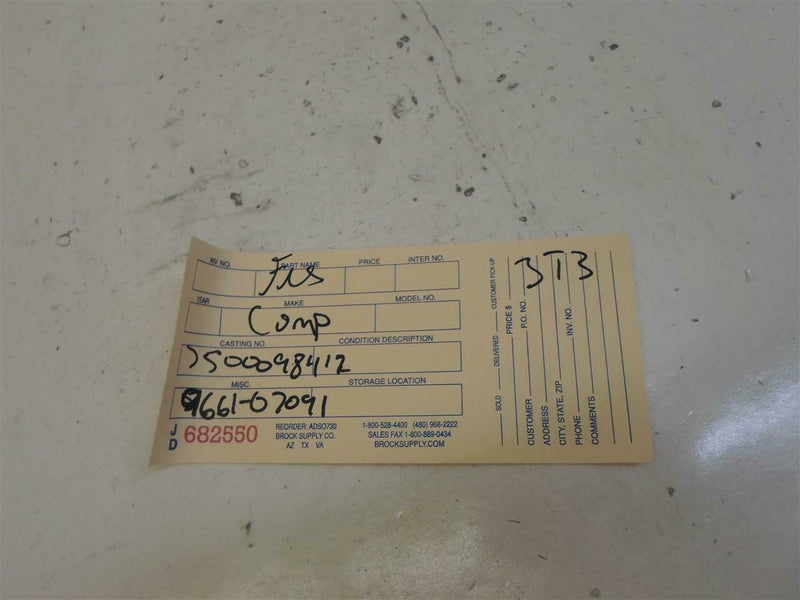 INV NO. PART NAME PRICE INTER NO.
YEAR MAKE MODEL NO.
Comp
CASTING NO. CONDITION DESCRIPTION
MISC. STORAGE LOCATION
9661-07091
JD 682550
REORDER: ADSO730 1-800-528-4400 (480) 968-2222
BROCK SUPPLY CO. SALES FAX 1-800-889-0434
AZ TX VA BROCKSUPPLY.COM
SOLD DELIVERED CUSTOMER PICK-UP
PRICE $
CUSTOMER P.O. NO.
ADDRESS
CITY, STATE, ZIP
PHONE INV. NO.
COMMENTS